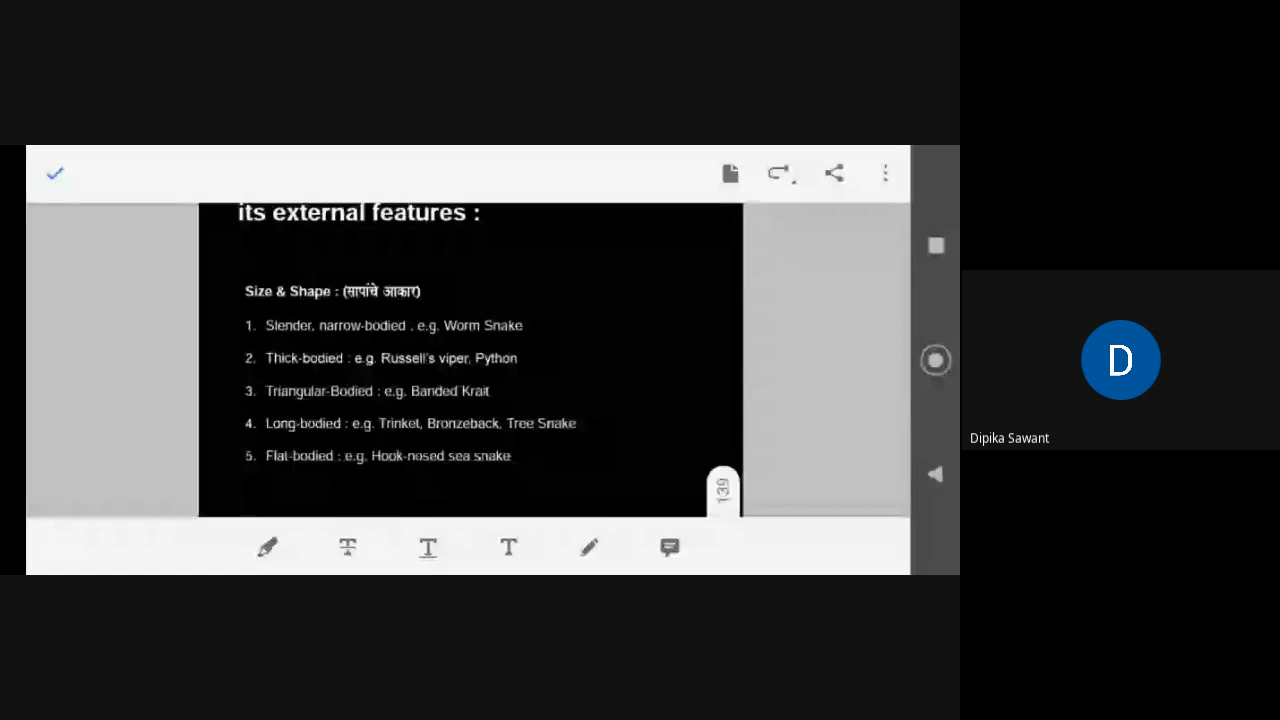 its external features :
Size & Shape : (सापांचे आकार)
1. Slender, narrow-bodied . e.g. Worm Snake
2. Thick-bodied : e.g. Russell's viper, Python
3. Triangular-Bodied : e.g. Banded Krait
4. Long-bodied : e.g. Trinket, Bronzeback, Tree Snake
5. Flat-bodied : e.g. Hook-nosed sea snake
139
D
Dipika Sawant